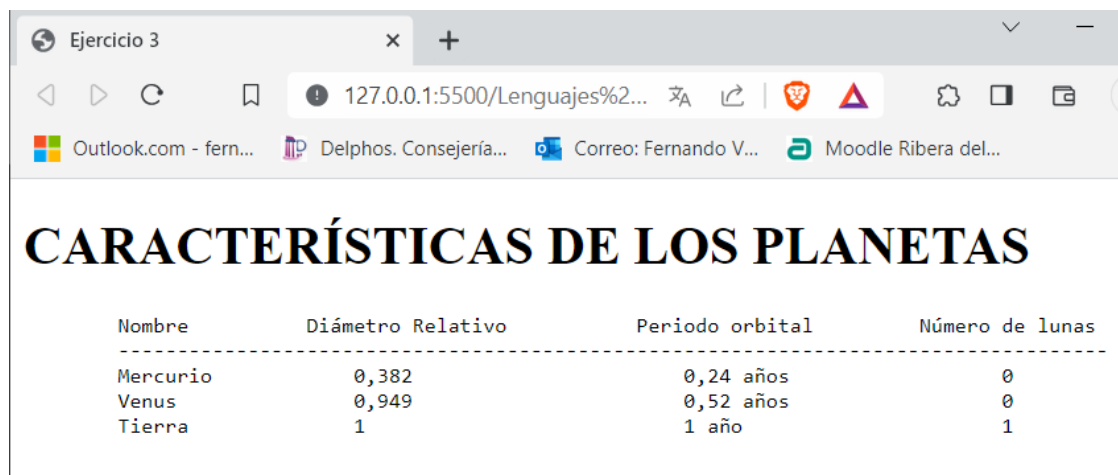 Ejercicio 3
127.0.0.1:5500/Lenguajes%2...
Outlook.com - fern... Delphos. Consejería... Correo: Fernando V... Moodle Ribera del...
CARACTERÍSTICAS DE LOS PLANETAS
Nombre Diámetro Relativo Periodo orbital Número de lunas
------------------------------------------------------------------------------------
Mercurio 0,382 0,24 años 0
Venus 0,949 0,52 años 0
Tierra 1 1 año 1